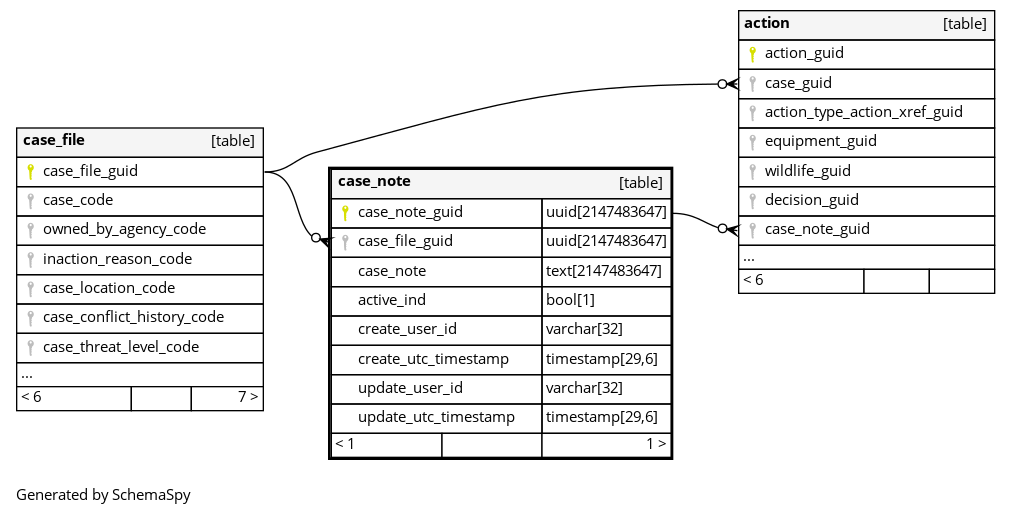 action [table]
action_guid
case_guid
action_type_action_xref_guid
equipment_guid
wildlife_guid
decision_guid
case_note_guid
...
< 6
case_file [table]
case_file_guid
case_code
owned_by_agency_code
inaction_reason_code
case_location_code
case_conflict_history_code
case_threat_level_code
...
< 6 7 >
case_note [table]
case_note_guid uuid[2147483647]
case_file_guid uuid[2147483647]
case_note text[2147483647]
active_ind bool[1]
create_user_id varchar[32]
create_utc_timestamp timestamp[29,6]
update_user_id varchar[32]
update_utc_timestamp timestamp[29,6]
< 1 1 >
Generated by SchemaSpy